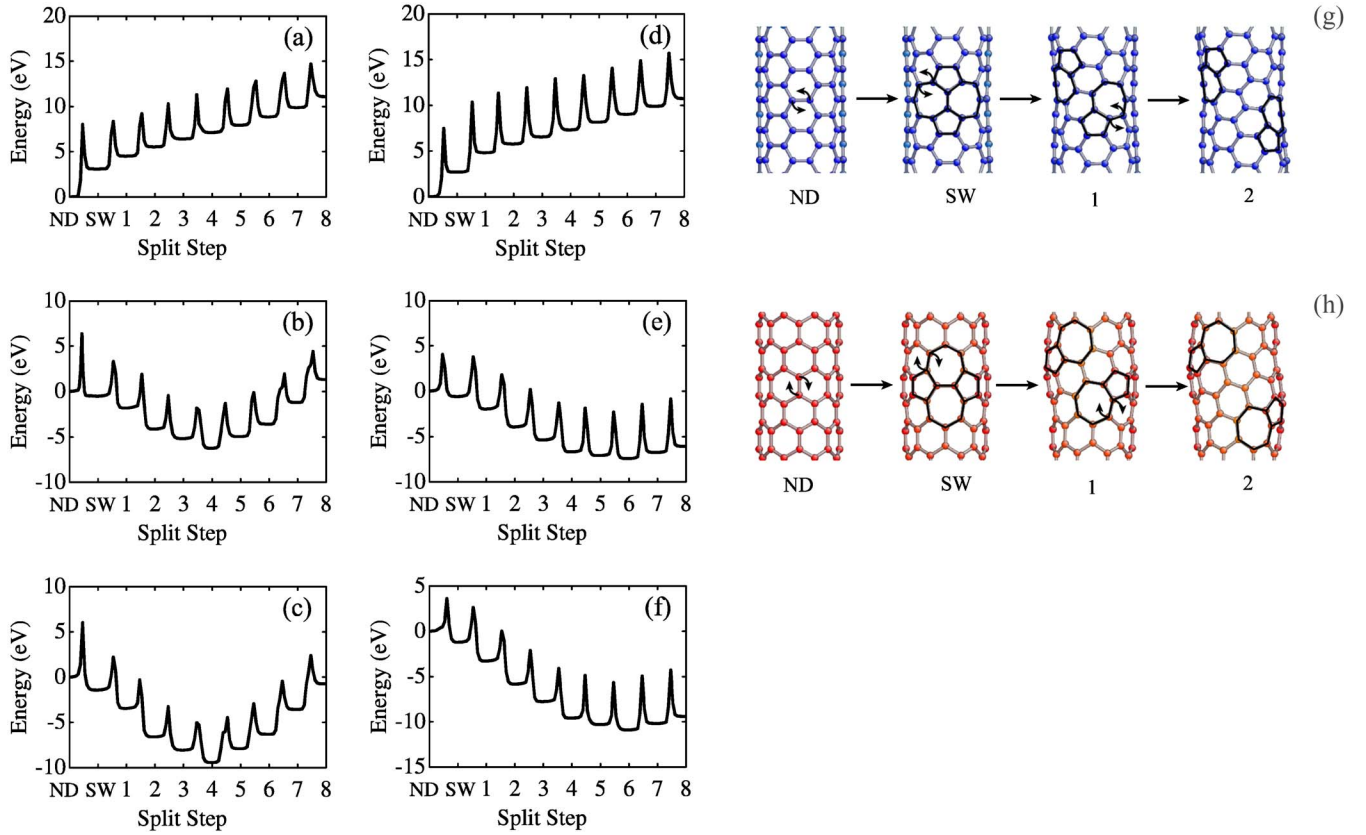 (a)
20
15
10
5
0
Energy (eV)
ND SW 1 2 3 4 5 6 7 8
Split Step
(d)
20
15
10
5
0
Energy (eV)
ND SW 1 2 3 4 5 6 7 8
Split Step
(g)
ND
SW
1
2
(b)
10
5
0
-5
-10
Energy (eV)
ND SW 1 2 3 4 5 6 7 8
Split Step
(e)
10
5
0
-5
-10
Energy (eV)
ND SW 1 2 3 4 5 6 7 8
Split Step
(h)
ND
SW
1
2
(c)
10
5
0
-5
-10
Energy (eV)
ND SW 1 2 3 4 5 6 7 8
Split Step
(f)
5
0
-5
-10
-15
Energy (eV)
ND SW 1 2 3 4 5 6 7 8
Split Step